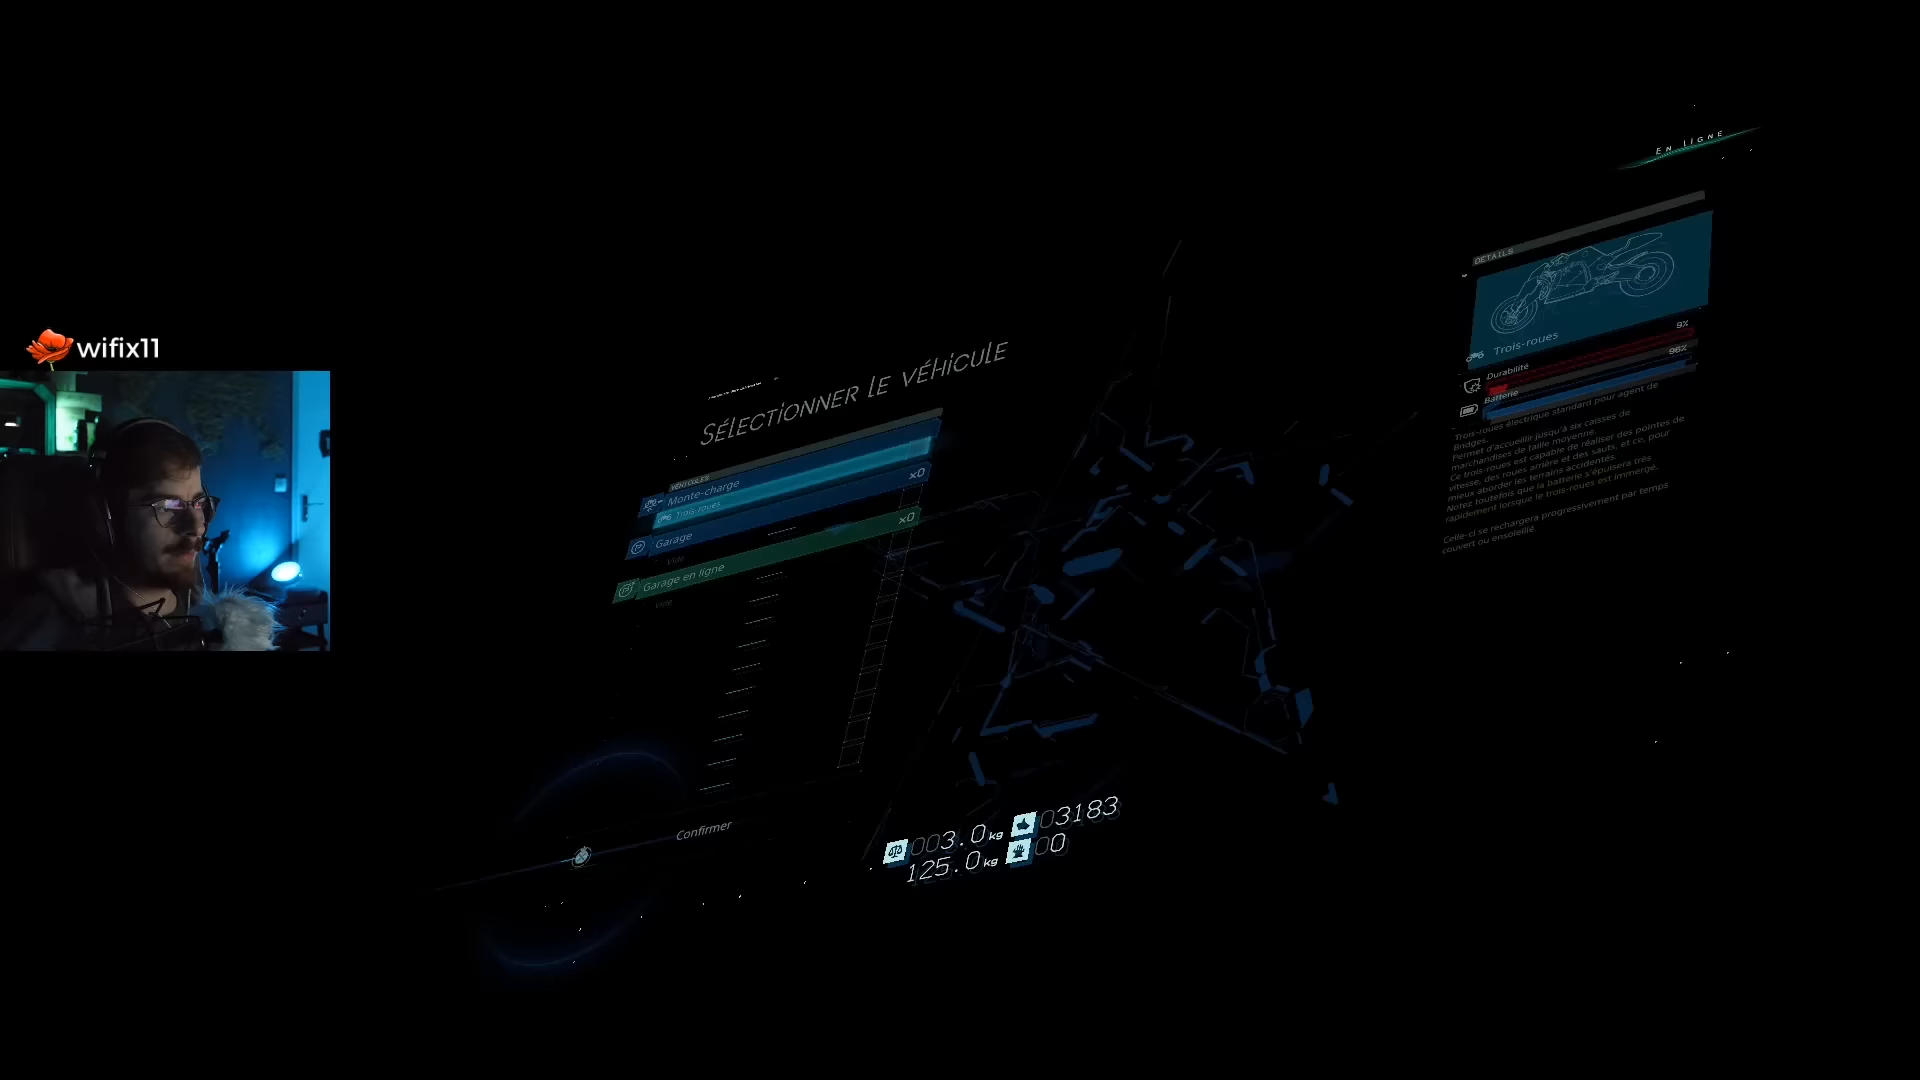 EN LIGNE
DÉTAILS
Trois-roues
9%
Durabilité
96%
Batterie
Trois-roues électrique standard pour agent de
Bridges.
Permet d'accueillir jusqu'à six caisses de
marchandises de taille moyenne.
Ce trois-roues est capable de réaliser des pointes de
vitesse, des roues arrière et des sauts, et ce, pour
mieux aborder les terrains accidentés.
Notez toutefois que la batterie s'épuisera très
rapidement lorsque le trois-roues est immergé.
Celle-ci se rechargera progressivement par temps
couvert ou ensoleillé.
wifix11
SÉLECTIONNER LE VÉHICULE
VÉHICULES
Monte-charge
Trois-roues
Garage x0
Vide
Garage en ligne x0
Vide
Confirmer
003.0 kg 03183
125.0 kg 00